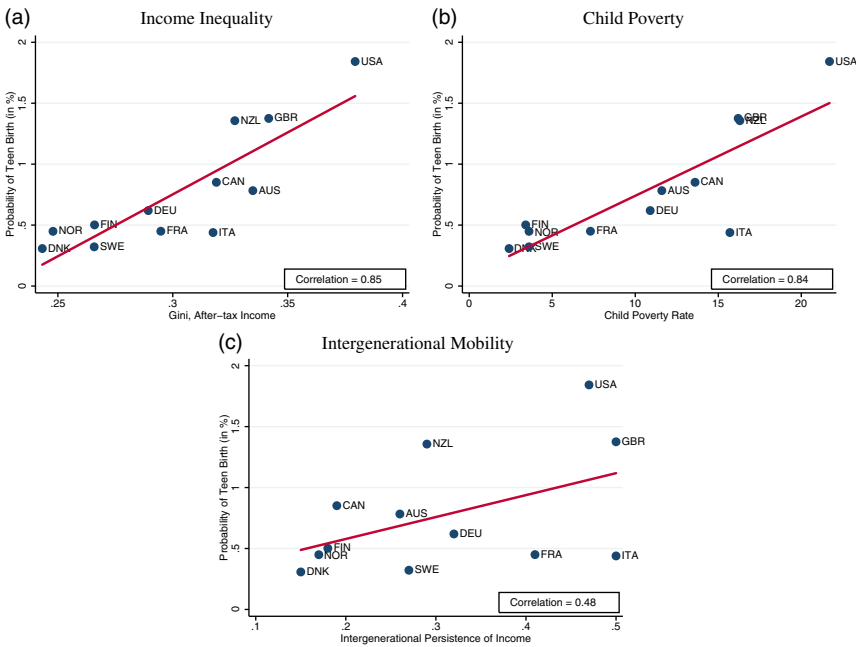 (a) Income Inequality
Probability of Teen Birth (in %)
2
1.5
1
.5
0
USA
GBR
NZL
CAN
AUS
DEU
FIN
NOR
FRA
ITA
DNK
SWE
Correlation = 0.85
.25 .3 .35 .4
Gini, After−tax Income
(b) Child Poverty
Probability of Teen Birth (in %)
2
1.5
1
.5
0
USA
GBR
NZL
CAN
AUS
DEU
FIN
NOR
FRA
ITA
DNK
SWE
Correlation = 0.84
0 5 10 15 20
Child Poverty Rate
(c) Intergenerational Mobility
Probability of Teen Birth (in %)
2
1.5
1
.5
0
USA
GBR
NZL
CAN
AUS
DEU
FIN
NOR
FRA
ITA
DNK
SWE
Correlation = 0.48
.1 .2 .3 .4 .5
Intergenerational Persistence of Income